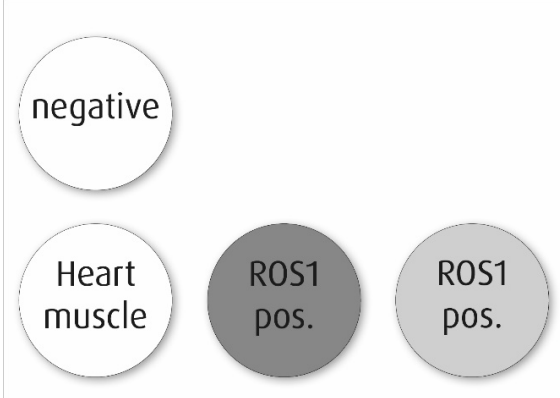 negative
Heart
muscle
ROS1
pos.
ROS1
pos.